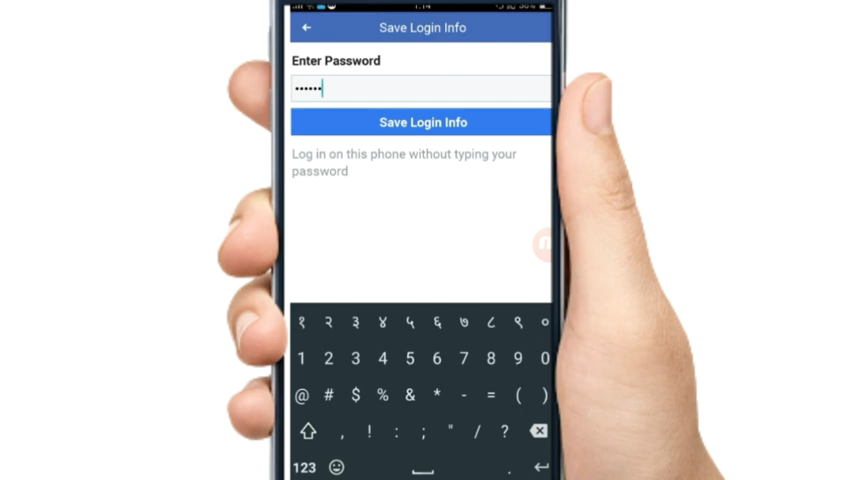 1:14
Save Login Info
Enter Password
••••••
Save Login Info
Log in on this phone without typing your
password
१ २ ३ ४ ५ ६ ७ ८ ९ ०
1 2 3 4 5 6 7 8 9 0
@ # $ % & * - = ( )
, ! : ; " / ?
123 .